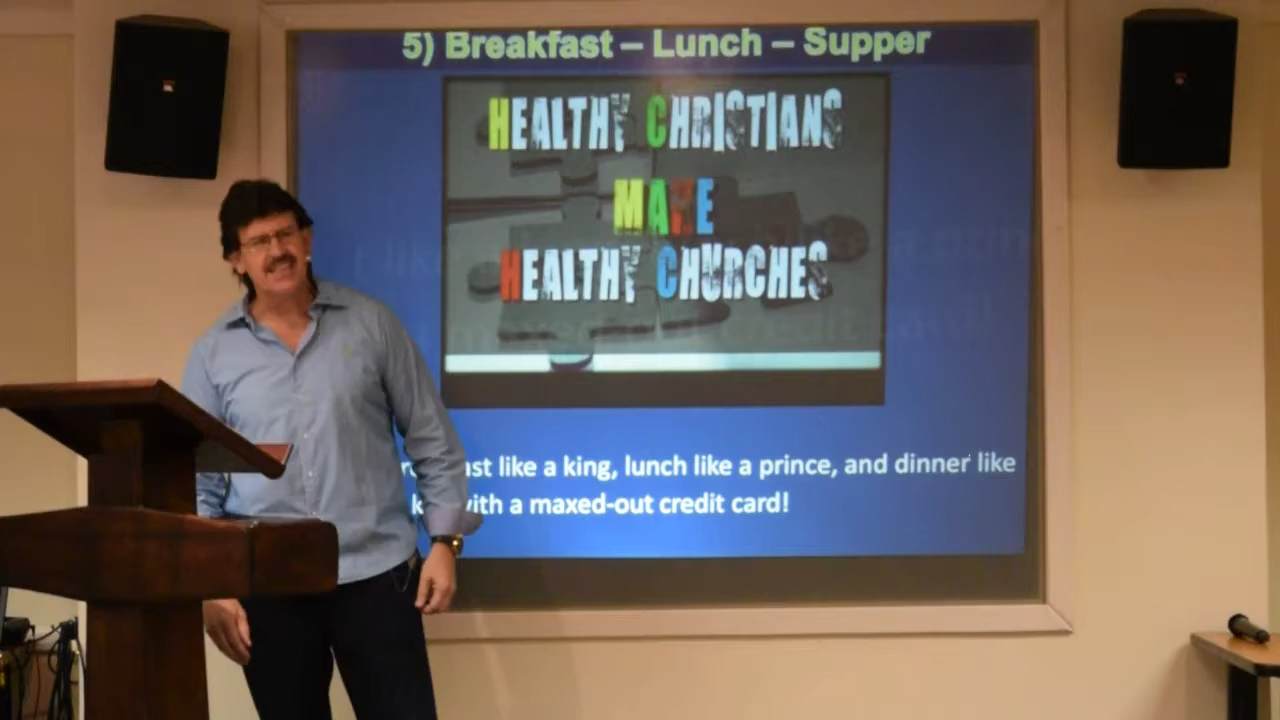 5) Breakfast – Lunch – Supper
HEALTHY CHRISTIANS
MAKE
HEALTHY CHURCHES
like a king, lunch like a prince, and dinner like
with a maxed-out credit card!